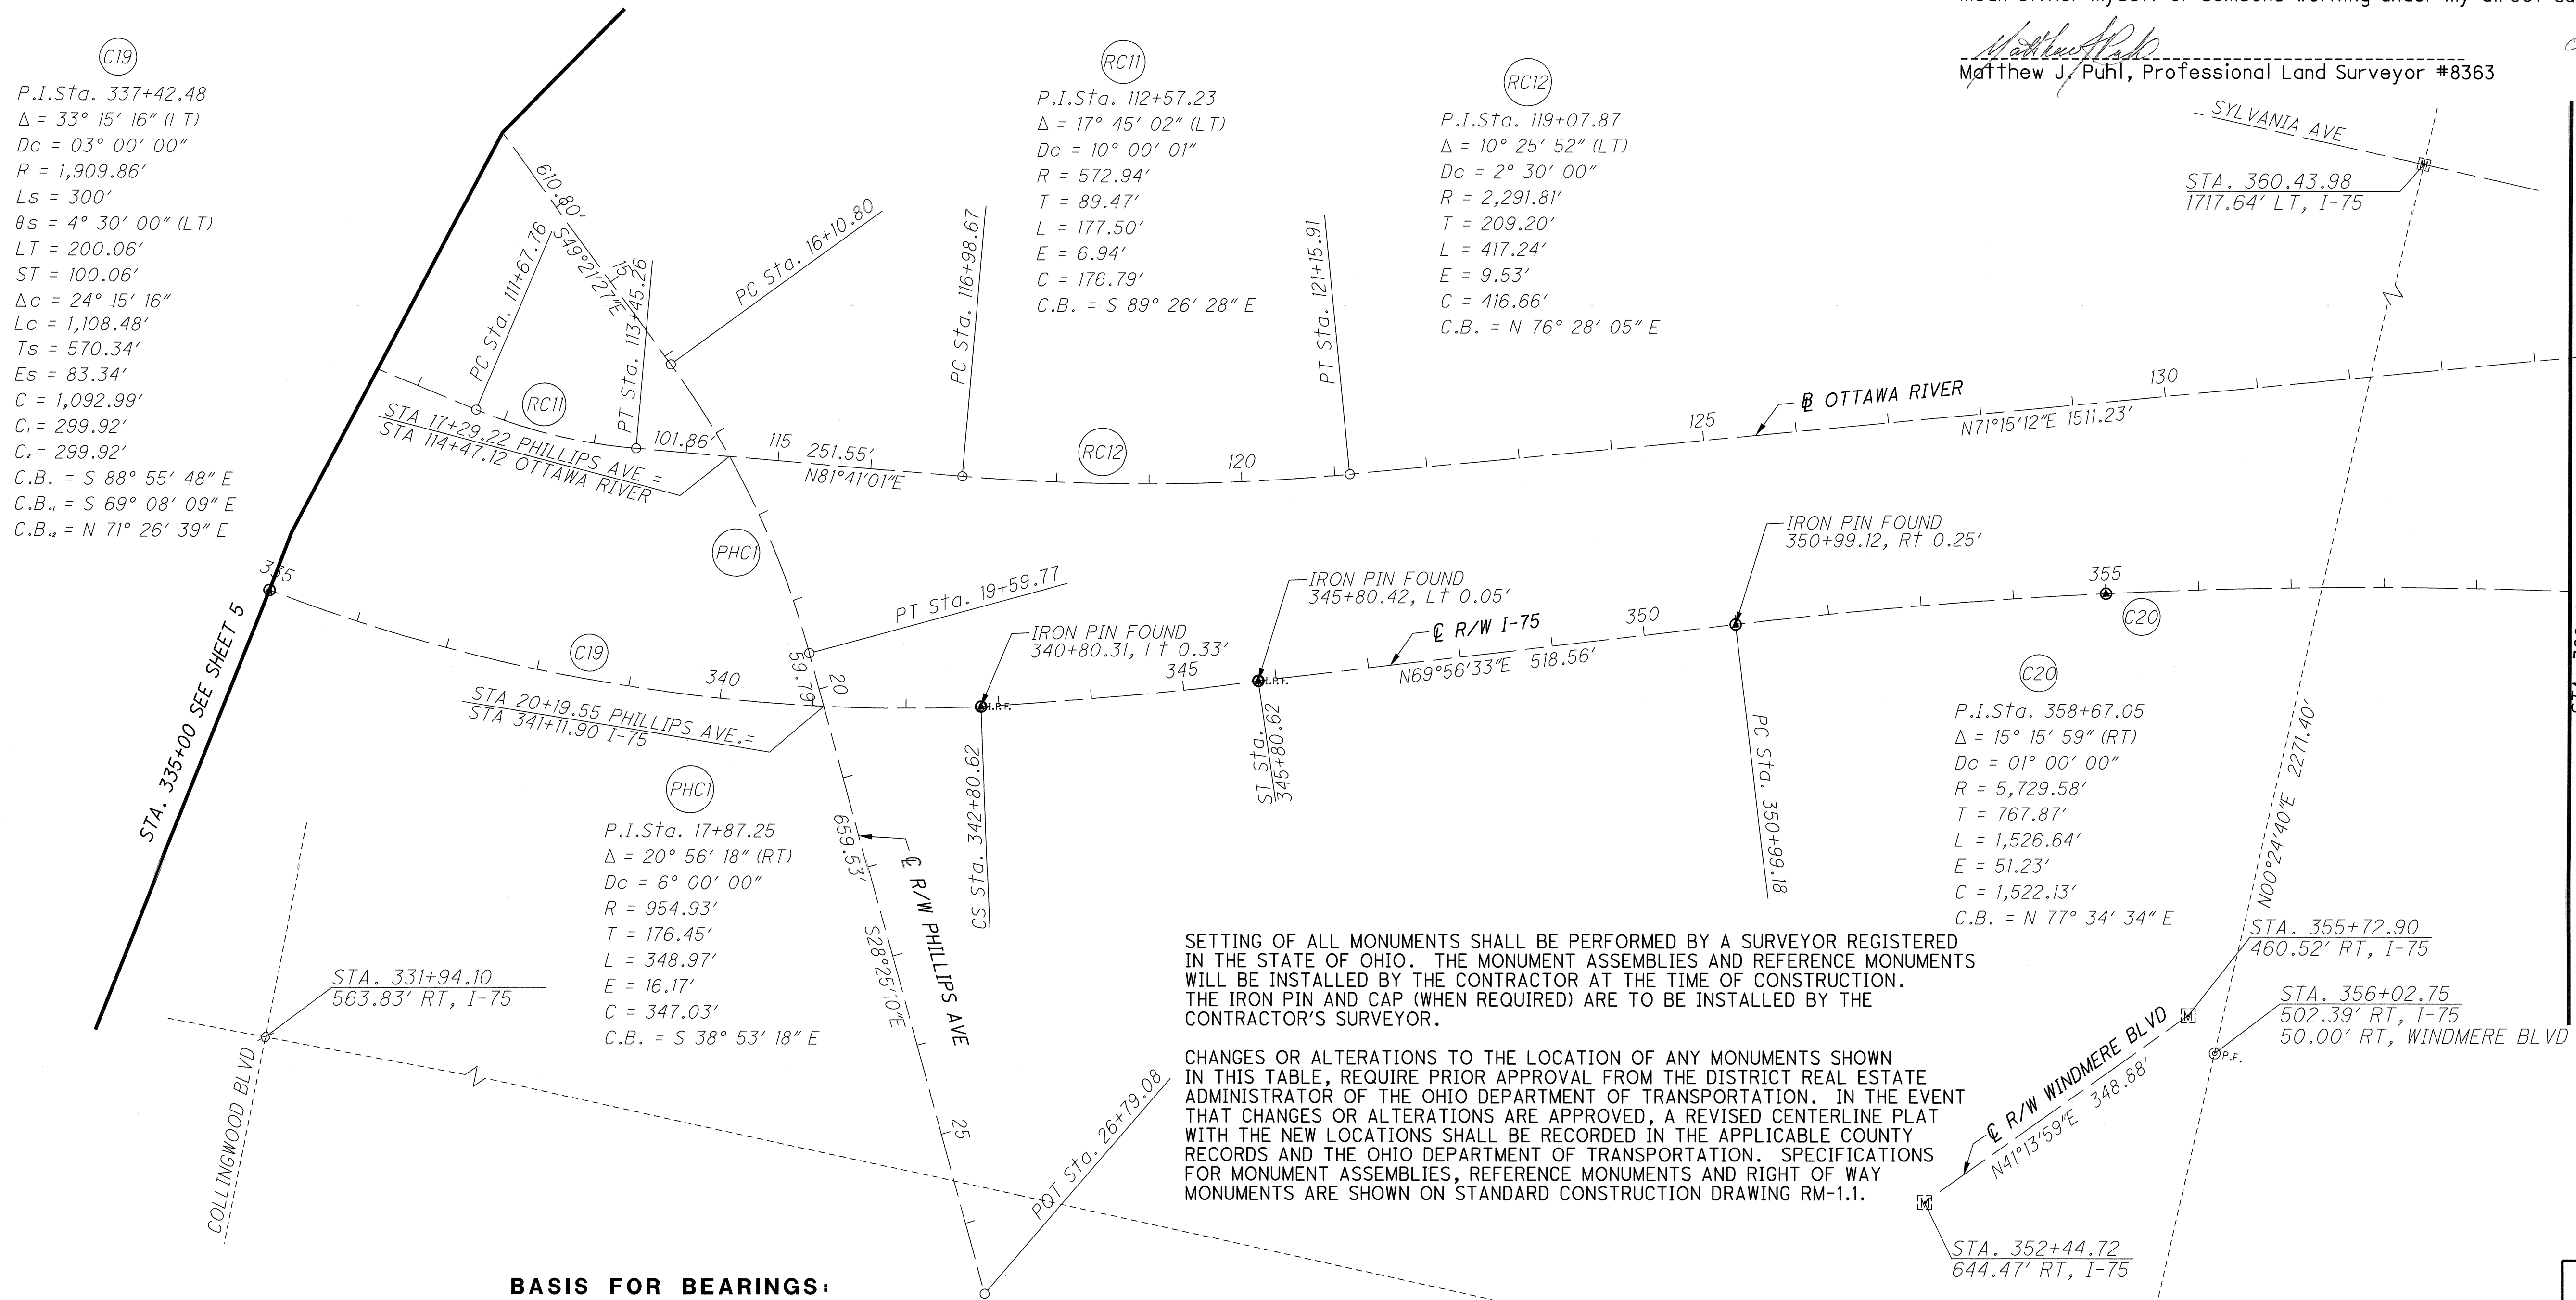 Matthew J. Puhl, Professional Land Surveyor #8363
C19
P.I.Sta. 337+42.48
Δ = 33° 15' 16" (LT)
Dc = 03° 00' 00"
R = 1,909.86'
Ls = 300'
θs = 4° 30' 00" (LT)
LT = 200.06'
ST = 100.06'
Δc = 24° 15' 16"
Lc = 1,108.48'
Ts = 570.34'
Es = 83.34'
C = 1,092.99'
C₁ = 299.92'
C₂ = 299.92'
C.B. = S 88° 55' 48" E
C.B.₁ = S 69° 08' 09" E
C.B.₂ = N 71° 26' 39" E
RC11
P.I.Sta. 112+57.23
Δ = 17° 45' 02" (LT)
Dc = 10° 00' 01"
R = 572.94'
T = 89.47'
L = 177.50'
E = 6.94'
C = 176.79'
C.B. = S 89° 26' 28" E
RC12
P.I.Sta. 119+07.87
Δ = 10° 25' 52" (LT)
Dc = 2° 30' 00"
R = 2,291.81'
T = 209.20'
L = 417.24'
E = 9.53'
C = 416.66'
C.B. = N 76° 28' 05" E
SYLVANIA AVE
STA. 360.43.98
1717.64' LT, I-75
610.80'
S49°21'27"E
15
PC Sta. 111+67.76
PT Sta. 113+45.26
PC Sta. 16+10.80
PC Sta. 116+98.67
PT Sta. 121+15.91
RC11
STA 17+29.22 PHILLIPS AVE =
STA 114+47.12 OTTAWA RIVER
101.86'
115
251.55'
N81°41'01"E
RC12
120
125
℄ OTTAWA RIVER
130
N71°15'12"E 1511.23'
PHC1
335
STA. 335+00 SEE SHEET 5
C19
340
STA 20+19.55 PHILLIPS AVE.=
STA 341+11.90 I-75
PT Sta. 19+59.77
59.79'
20
IRON PIN FOUND
340+80.31, Lt 0.33'
I.P.F.
CS Sta. 342+80.62
345
IRON PIN FOUND
345+80.42, Lt 0.05'
I.P.F.
ST Sta.
345+80.62
℄ R/W I-75
N69°56'33"E 518.56'
350
IRON PIN FOUND
350+99.12, Rt 0.25'
PC Sta. 350+99.18
355
C20
C20
P.I.Sta. 358+67.05
Δ = 15° 15' 59" (RT)
Dc = 01° 00' 00"
R = 5,729.58'
T = 767.87'
L = 1,526.64'
E = 51.23'
C = 1,522.13'
C.B. = N 77° 34' 34" E
N00°24'40"E 2271.40'
PHC1
P.I.Sta. 17+87.25
Δ = 20° 56' 18" (RT)
Dc = 6° 00' 00"
R = 954.93'
T = 176.45'
L = 348.97'
E = 16.17'
C = 347.03'
C.B. = S 38° 53' 18" E
659.53'
S28°25'10"E
℄ R/W PHILLIPS AVE
25
POT Sta. 26+79.08
STA. 331+94.10
563.83' RT, I-75
COLLINGWOOD BLVD
SETTING OF ALL MONUMENTS SHALL BE PERFORMED BY A SURVEYOR REGISTERED
IN THE STATE OF OHIO. THE MONUMENT ASSEMBLIES AND REFERENCE MONUMENTS
WILL BE INSTALLED BY THE CONTRACTOR AT THE TIME OF CONSTRUCTION.
THE IRON PIN AND CAP (WHEN REQUIRED) ARE TO BE INSTALLED BY THE
CONTRACTOR'S SURVEYOR.
CHANGES OR ALTERATIONS TO THE LOCATION OF ANY MONUMENTS SHOWN
IN THIS TABLE, REQUIRE PRIOR APPROVAL FROM THE DISTRICT REAL ESTATE
ADMINISTRATOR OF THE OHIO DEPARTMENT OF TRANSPORTATION. IN THE EVENT
THAT CHANGES OR ALTERATIONS ARE APPROVED, A REVISED CENTERLINE PLAT
WITH THE NEW LOCATIONS SHALL BE RECORDED IN THE APPLICABLE COUNTY
RECORDS AND THE OHIO DEPARTMENT OF TRANSPORTATION. SPECIFICATIONS
FOR MONUMENT ASSEMBLIES, REFERENCE MONUMENTS AND RIGHT OF WAY
MONUMENTS ARE SHOWN ON STANDARD CONSTRUCTION DRAWING RM-1.1.
STA. 355+72.90
460.52' RT, I-75
STA. 356+02.75
502.39' RT, I-75
50.00' RT, WINDMERE BLVD
P.F.
M
M
M
℄ R/W WINDMERE BLVD
N41°13'59"E 348.88'
STA. 352+44.72
644.47' RT, I-75
BASIS FOR BEARINGS: